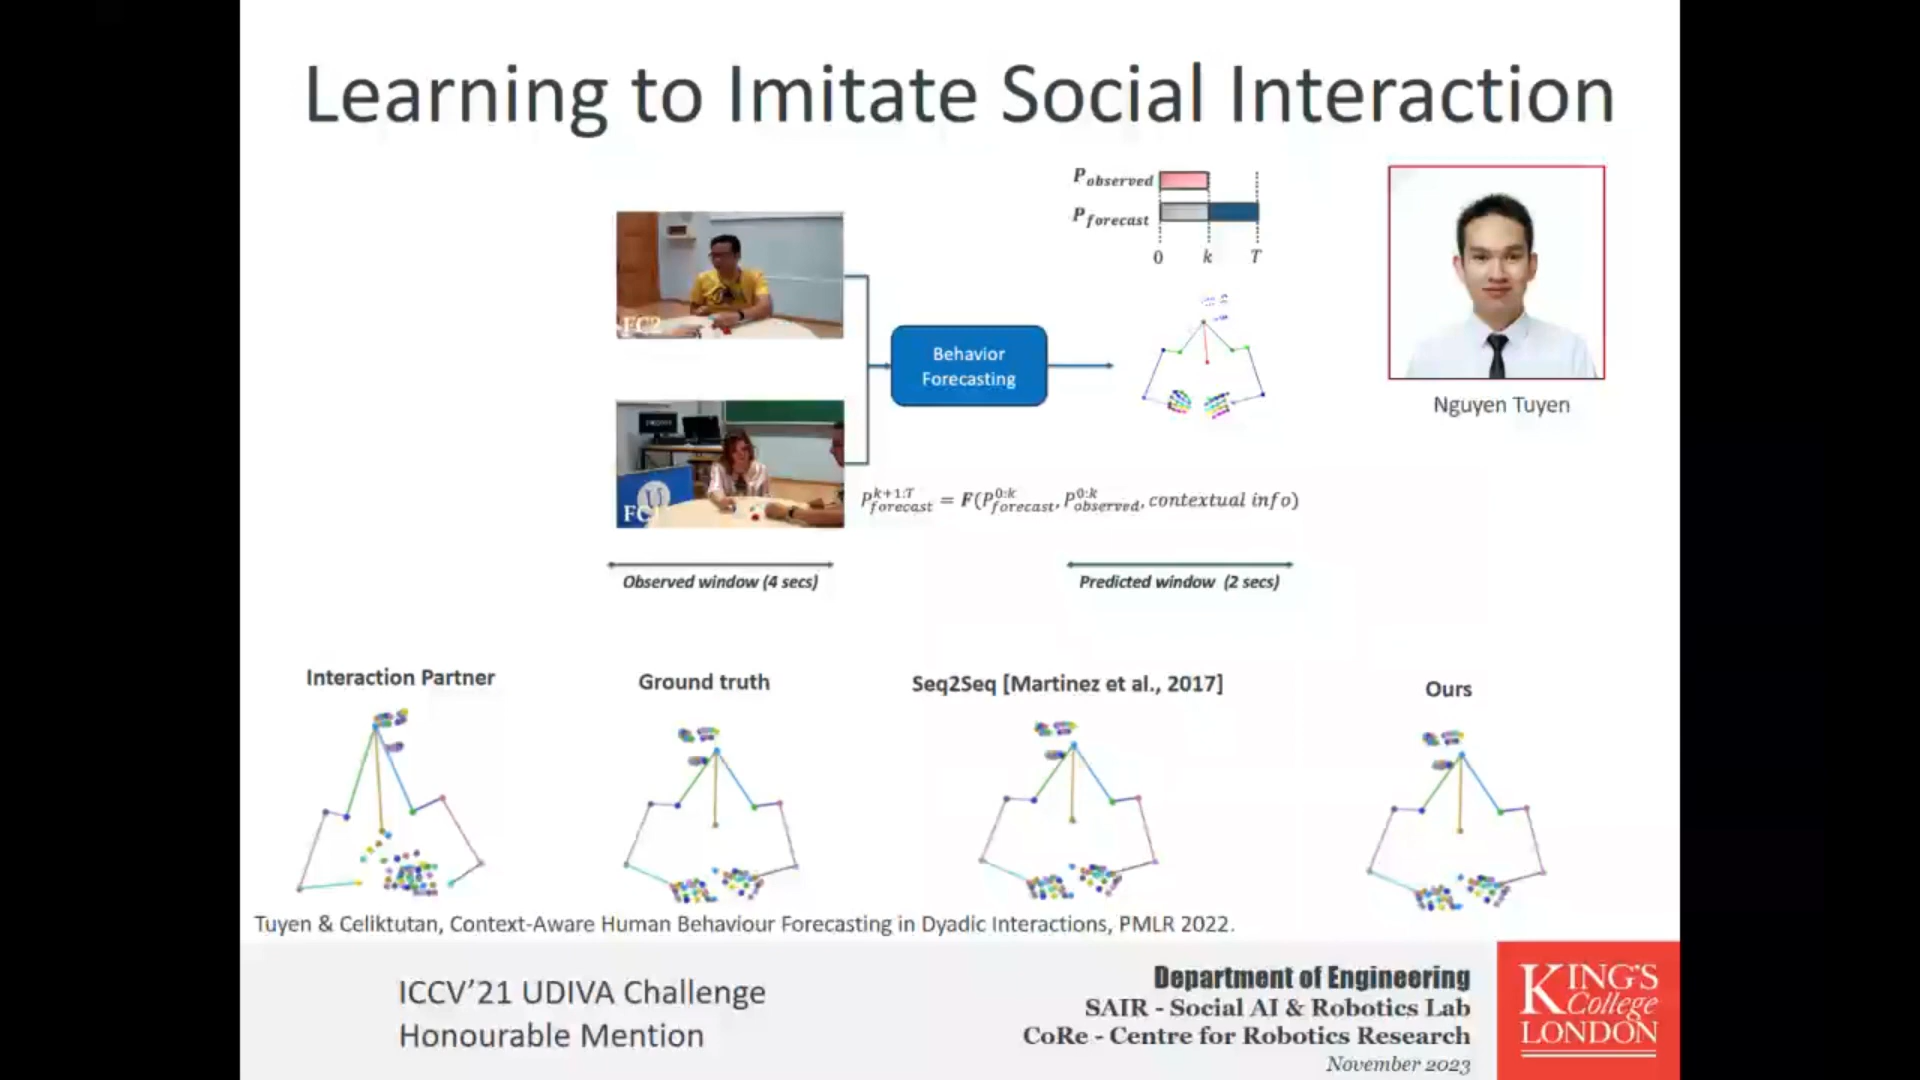 Learning to Imitate Social Interaction
P observed
P forecast
0 k T
FC2
Behavior
Forecasting
Nguyen Tuyen
U
P^{k+1:T}_{forecast} = F(P^{0:k}_{forecast}, P^{0:k}_{observed}, contextual info)
Observed window (4 secs)
Predicted window (2 secs)
Interaction Partner
Ground truth
Seq2Seq [Martinez et al., 2017]
Ours
Tuyen & Celiktutan, Context-Aware Human Behaviour Forecasting in Dyadic Interactions, PMLR 2022.
ICCV’21 UDIVA Challenge
Honourable Mention
Department of Engineering
SAIR - Social AI & Robotics Lab
CoRe - Centre for Robotics Research
November 2023
KING'S
College
LONDON